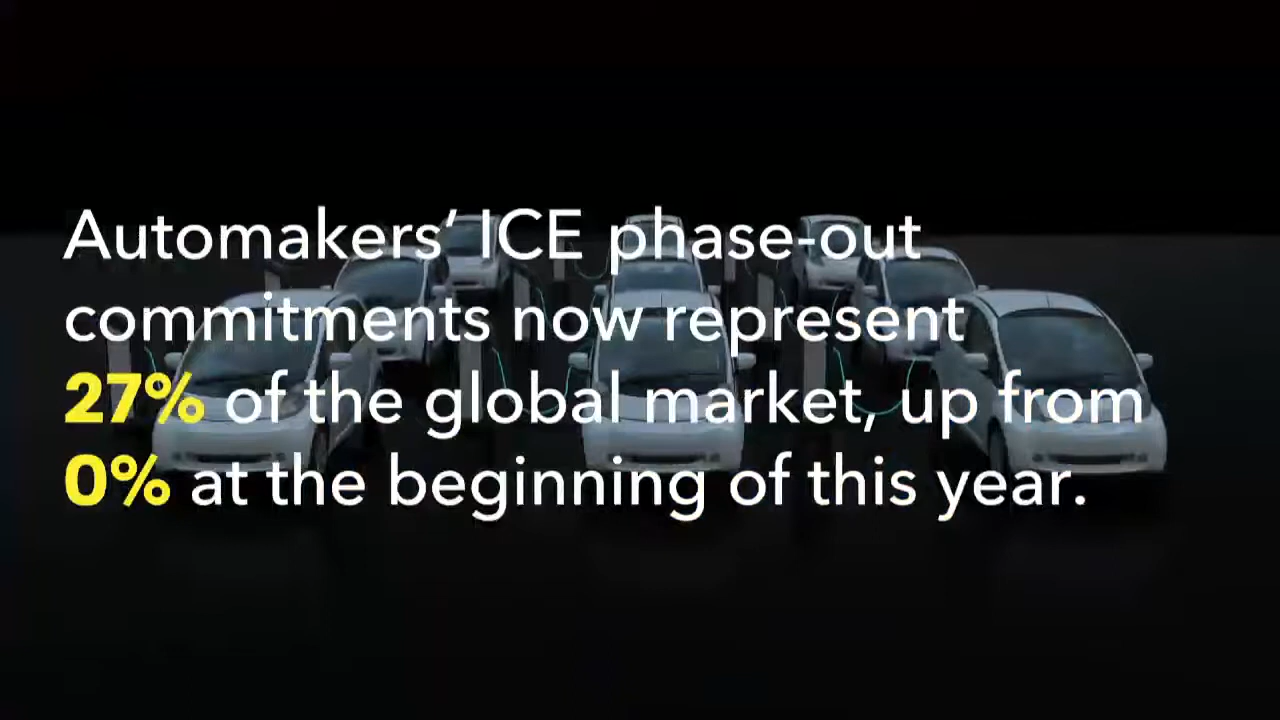 Automakers’ ICE phase-out
commitments now represent
27% of the global market, up from
0% at the beginning of this year.